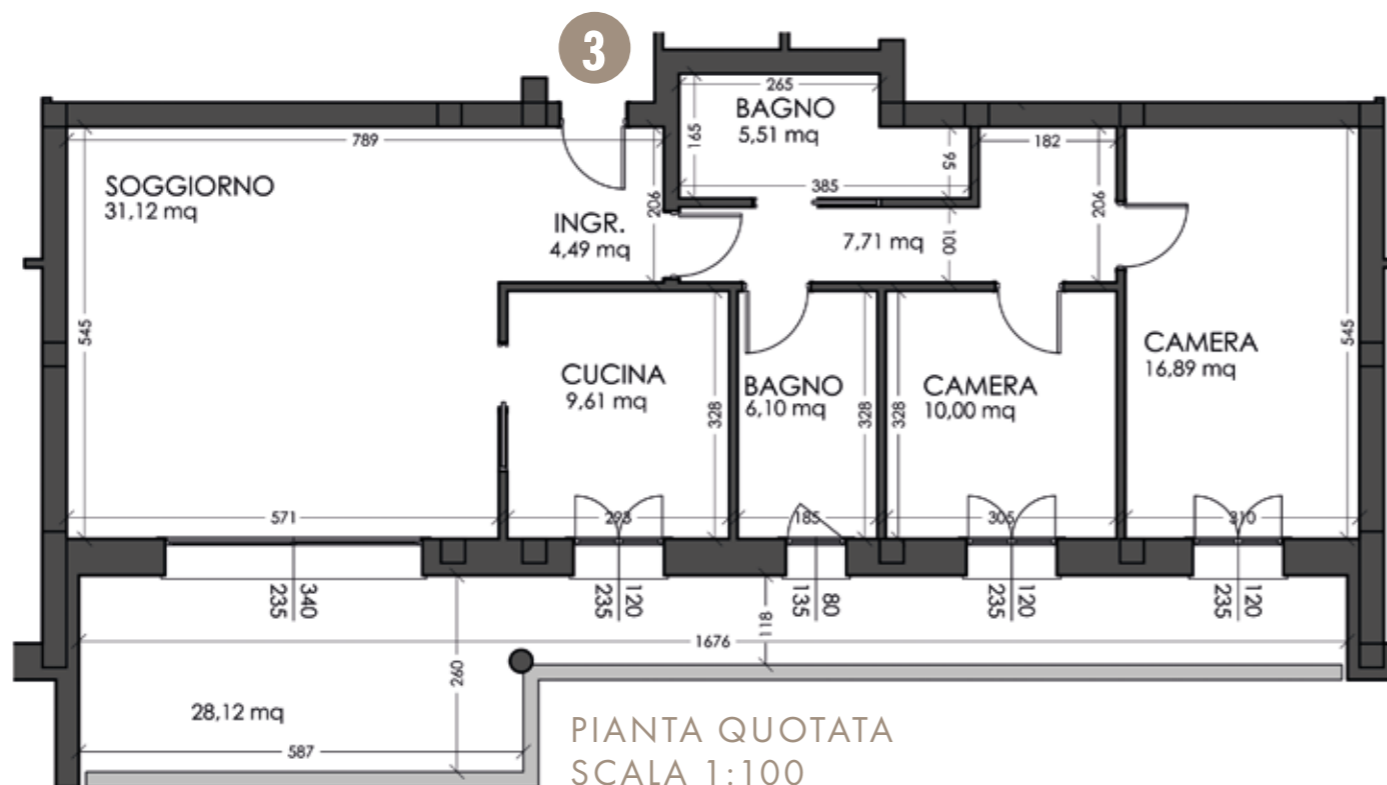 3
265
BAGNO
5,51 mq
165
789
182
95
SOGGIORNO
31,12 mq
385
206
206
INGR.
4,49 mq
7,71 mq
100
545
545
CAMERA
16,89 mq
CUCINA
9,61 mq
BAGNO
6,10 mq
CAMERA
10,00 mq
328
328
328
571
293
185
305
310
340
235
120
235
80
135
120
235
120
235
118
1676
260
28,12 mq
587
PIANTA QUOTATA
SCALA 1:100